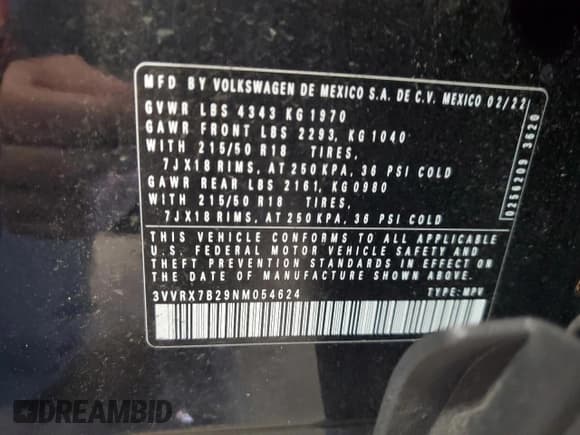 MFD BY VOLKSWAGEN DE MEXICO S.A. DE C.V. MEXICO 02/22
GVWR LBS 4343 KG 1970
GAWR FRONT LBS 2293, KG 1040
WITH 215/50 R18 TIRES,
7JX18 RIMS, AT 250 KPA, 36 PSI COLD
GAWR REAR LBS 2161, KG 0980
WITH 215/50 R18 TIRES,
7JX18 RIMS, AT 250 KPA, 36 PSI COLD
0259209 3620
THIS VEHICLE CONFORMS TO ALL APPLICABLE
U.S. FEDERAL MOTOR VEHICLE SAFETY AND
THEFT PREVENTION STANDARDS IN EFFECT ON
THE DATE OF MANUFACTURE SHOWN ABOVE.
3VVRX7B29NM054624 TYPE: MPV
DREAMBID